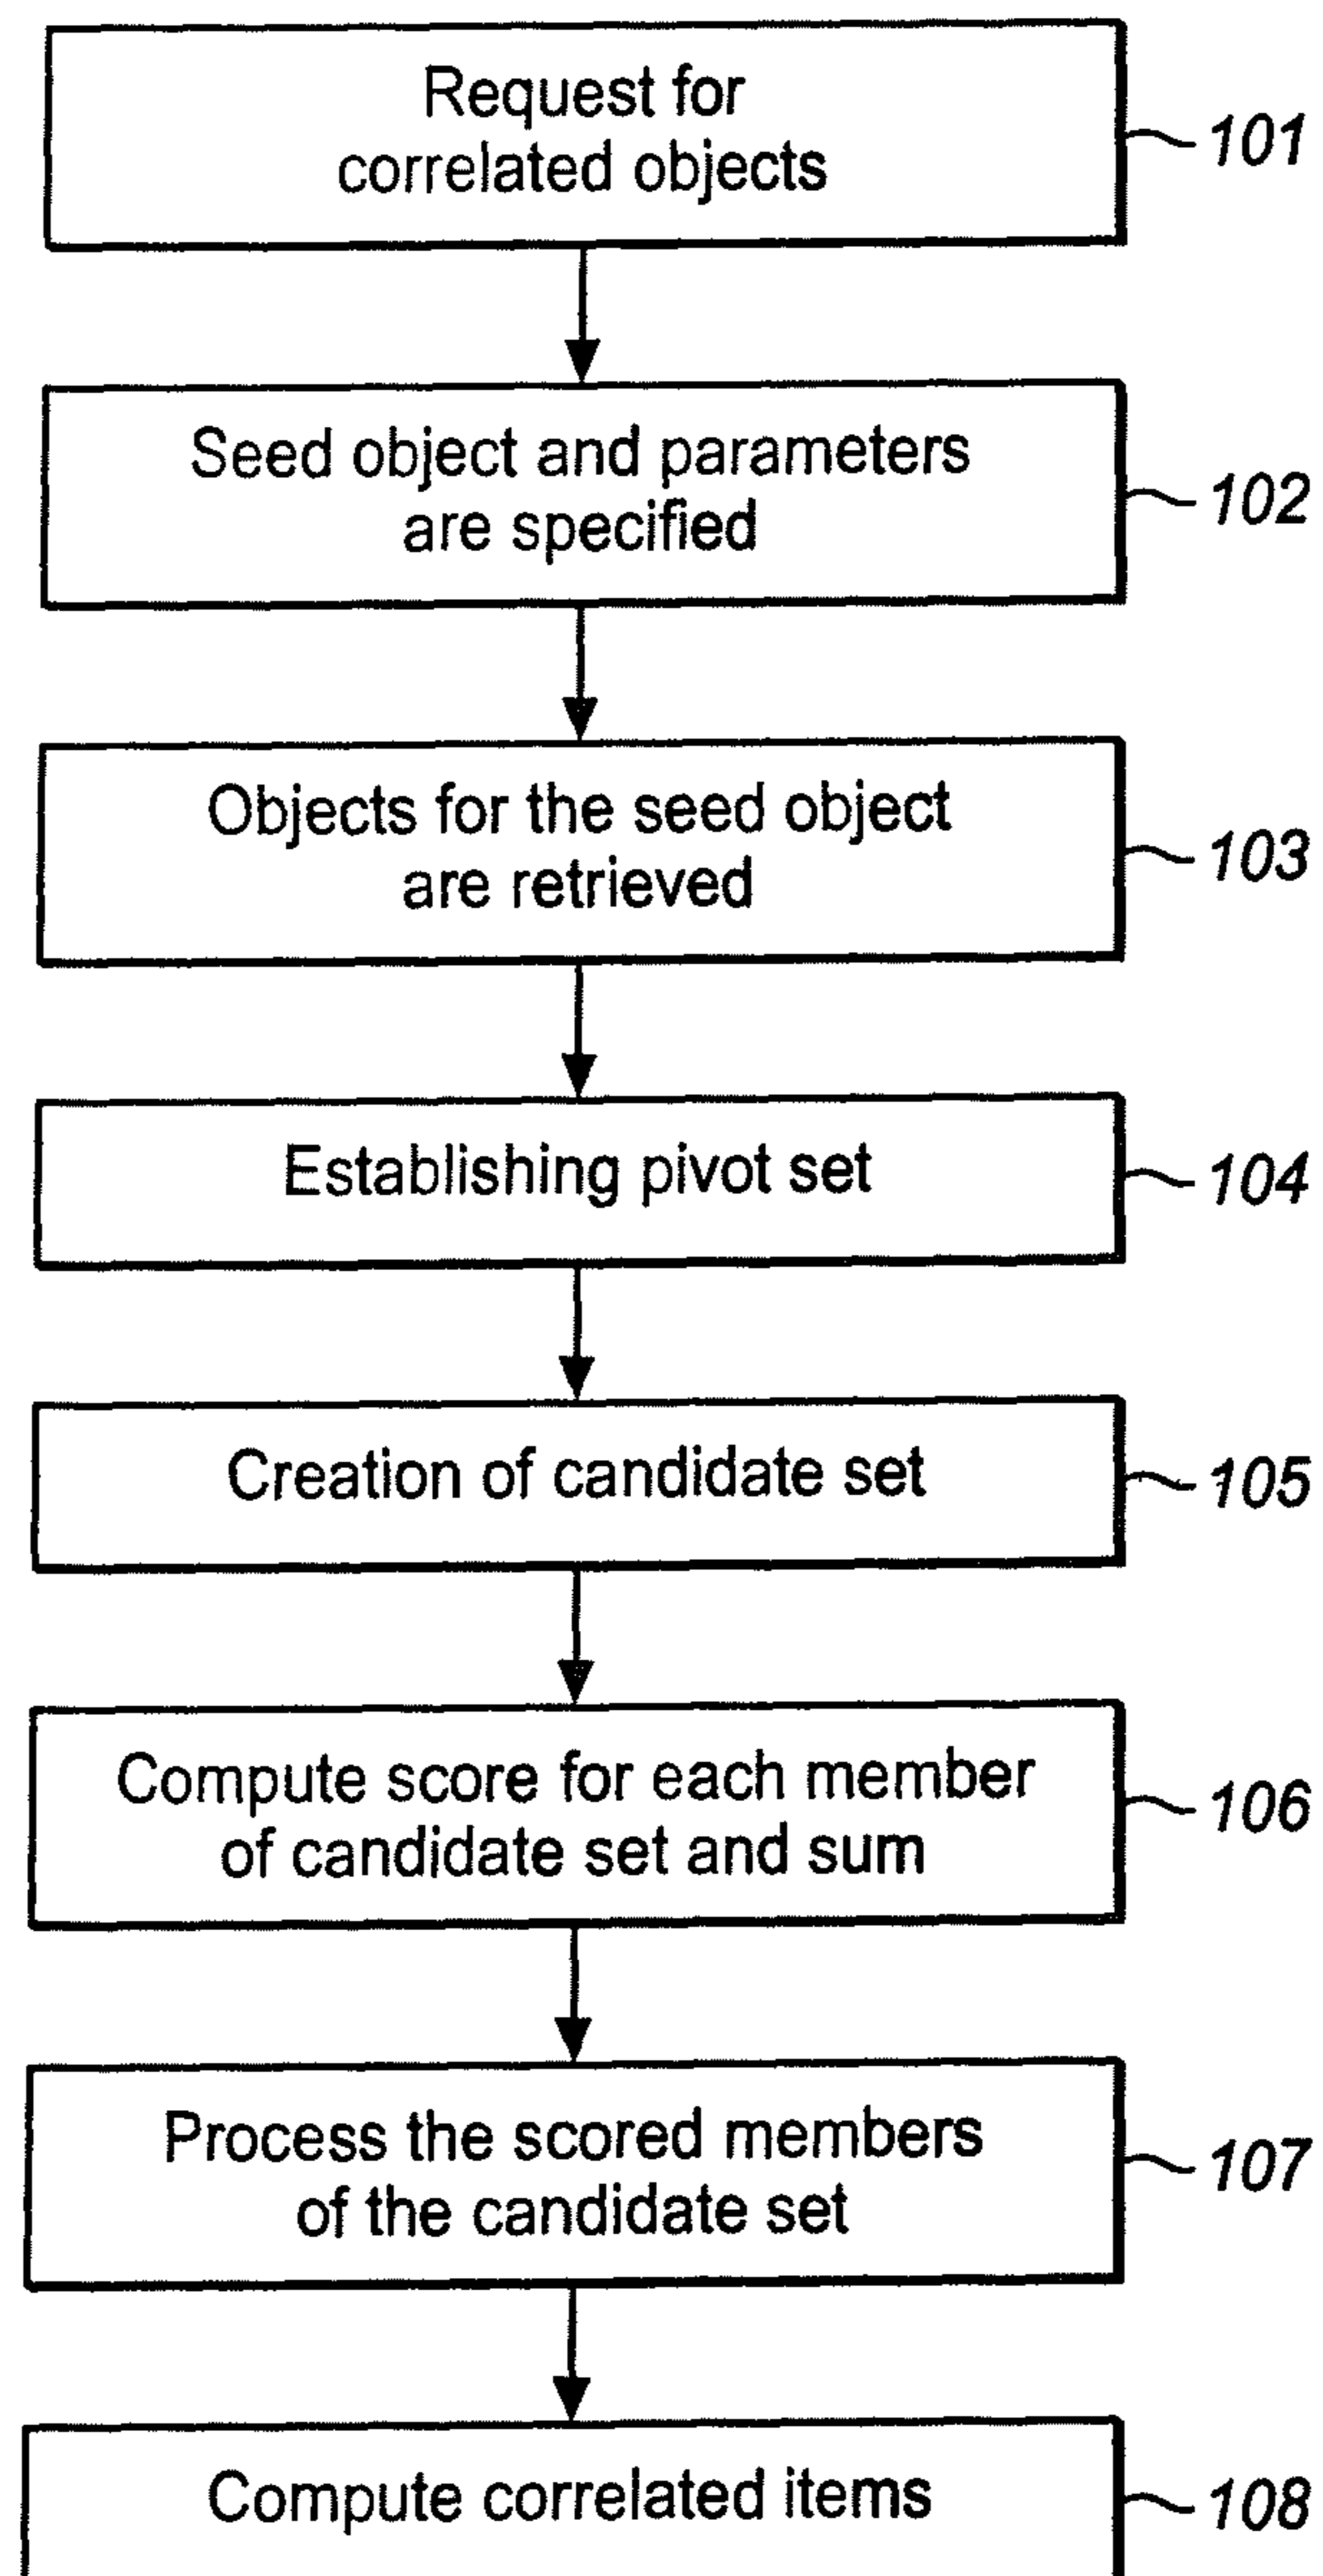 Request for
correlated objects
101
Seed object and parameters
are specified
102
Objects for the seed object
are retrieved
103
Establishing pivot set
104
Creation of candidate set
105
Compute score for each member
of candidate set and sum
106
Process the scored members
of the candidate set
107
Compute correlated items
108